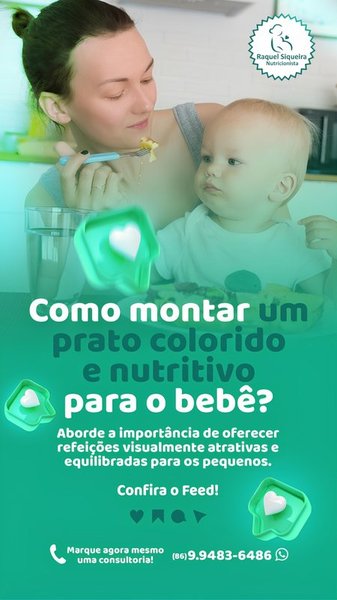 Raquel Siqueira
Nutricionista
Como montar um
prato colorido
e nutritivo
para o bebê?
Aborde a importância de oferecer
refeições visualmente atrativas e
equilibradas para os pequenos.
Confira o Feed!
Marque agora mesmo
uma consultoria!
(86)9.9483-6486